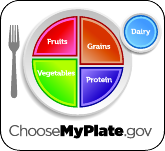 Dairy
Fruits
Grains
Vegetables
Protein
ChooseMyPlate.gov